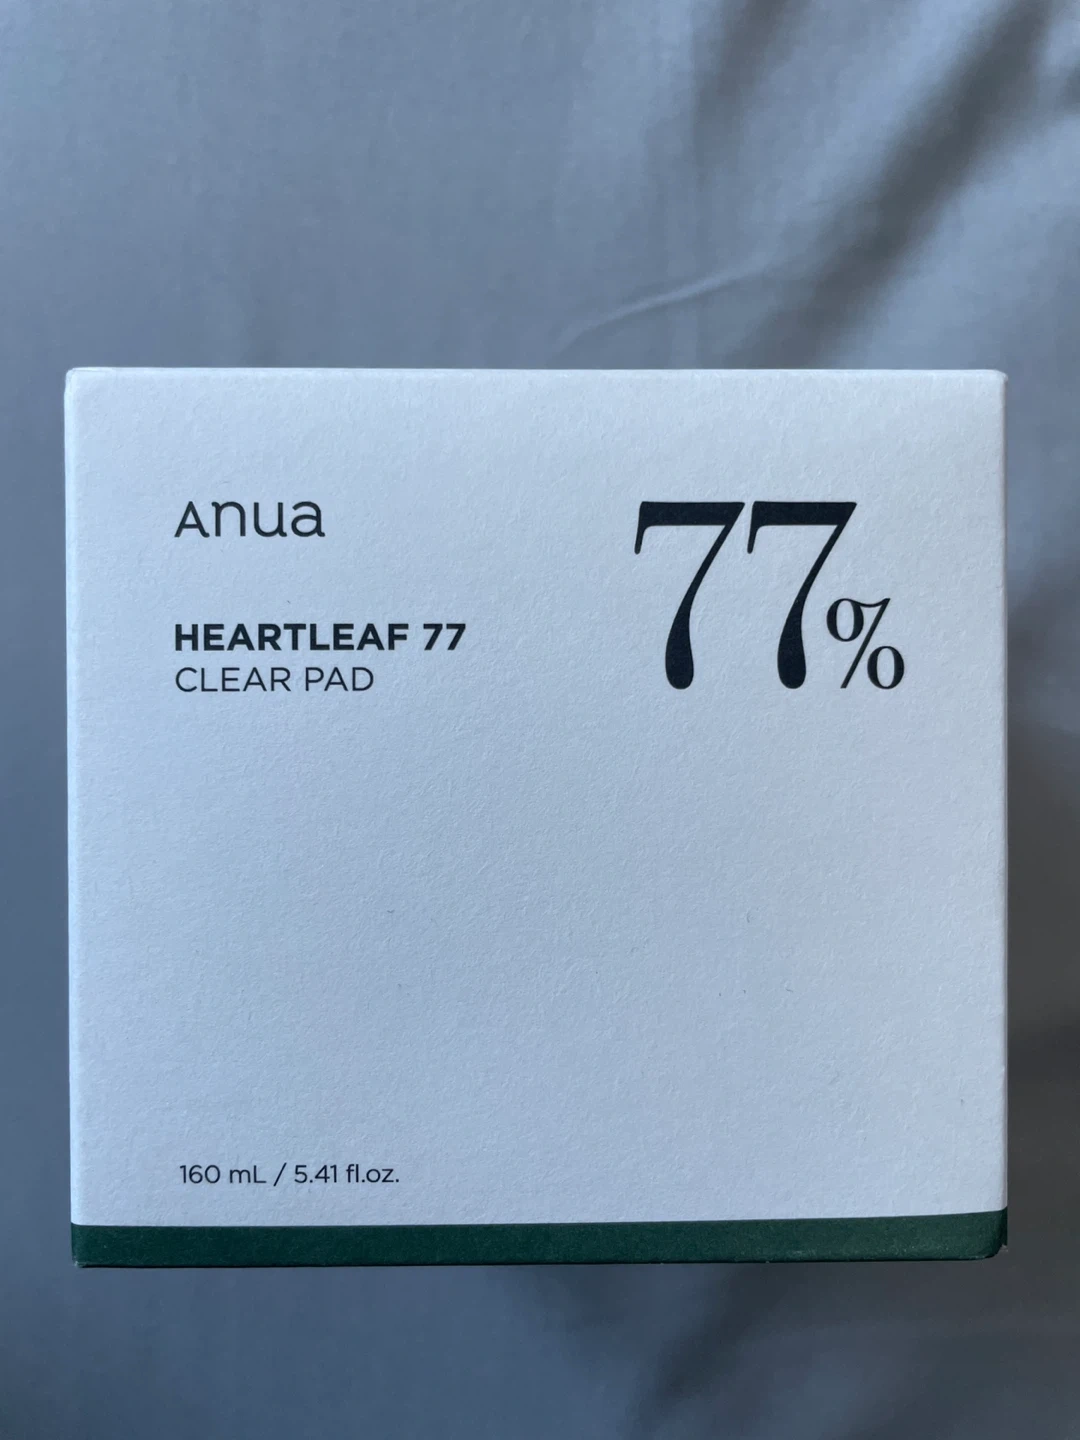 Anua
77%
HEARTLEAF 77
CLEAR PAD
160 mL / 5.41 fl.oz.